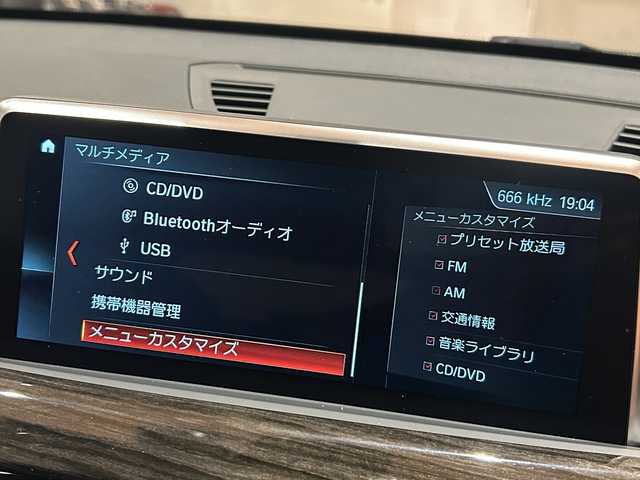 マルチメディア
CD/DVD
Bluetoothオーディオ
USB
サウンド
携帯機器管理
メニューカスタマイズ
666 kHz 19:04
メニューカスタマイズ
プリセット放送局
FM
AM
交通情報
音楽ライブラリ
CD/DVD